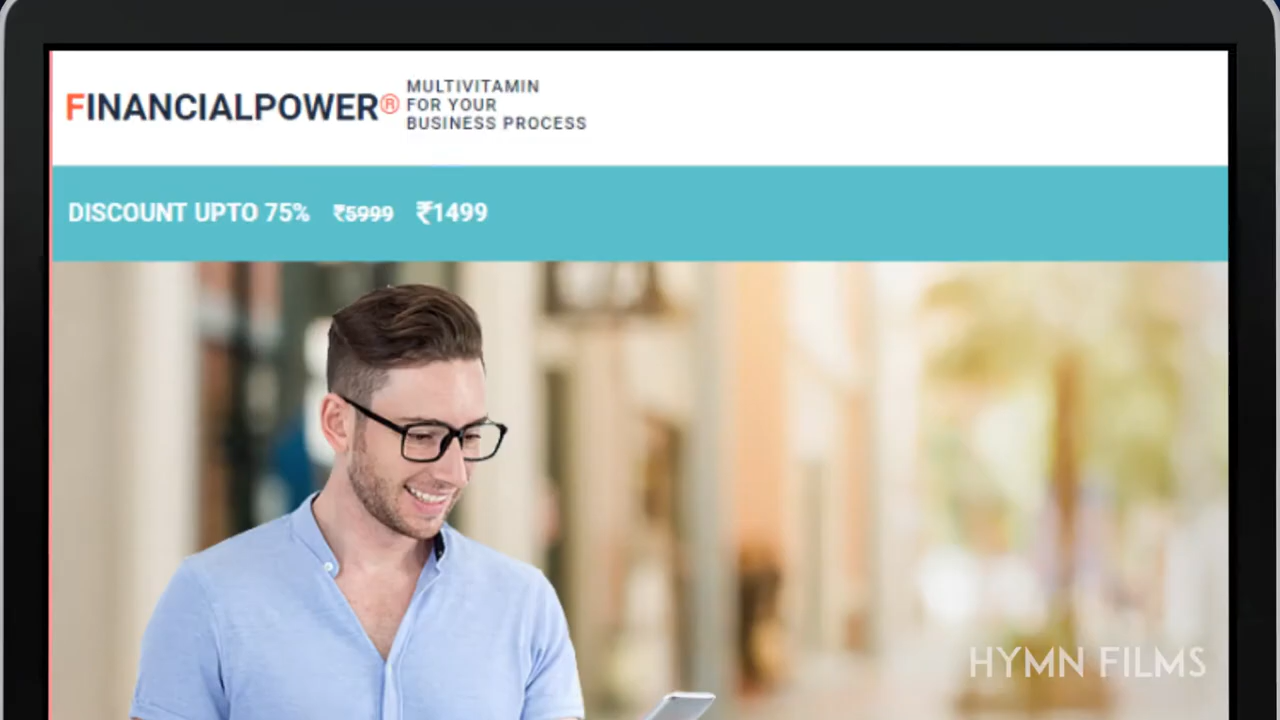 FINANCIALPOWER®
MULTIVITAMIN
FOR YOUR
BUSINESS PROCESS
DISCOUNT UPTO 75% ₹5999 ₹1499
HYMN FILMS